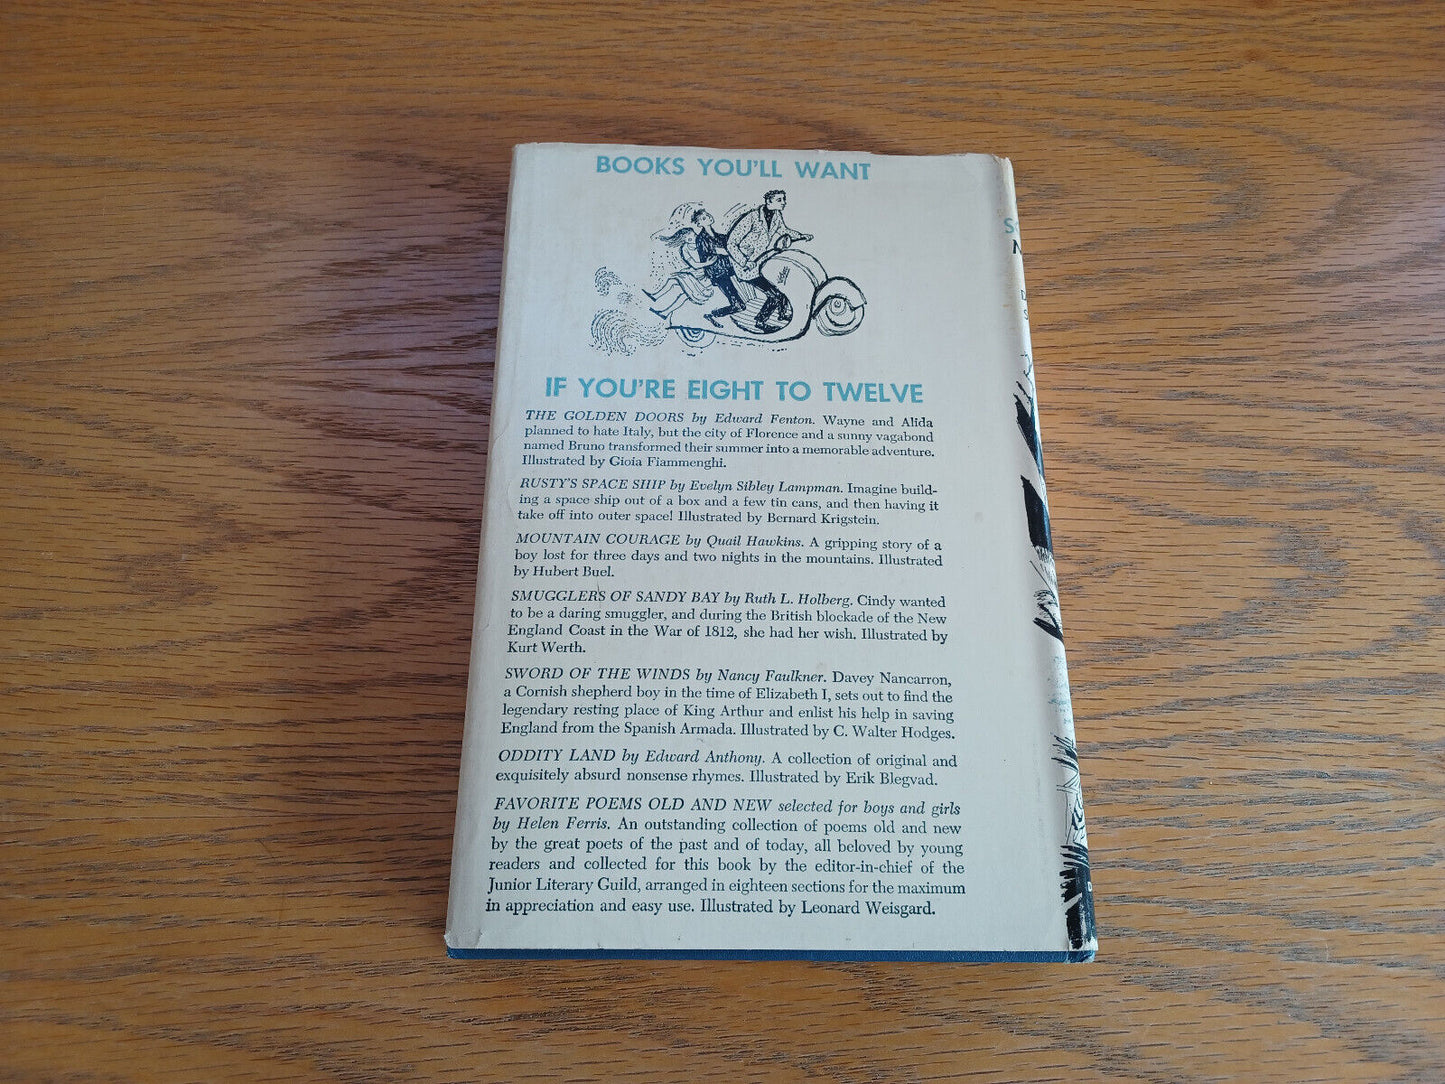 BOOKS YOU'LL WANT
IF YOU'RE EIGHT TO TWELVE
THE GOLDEN DOORS by Edward Fenton. Wayne and Alida
planned to hate Italy, but the city of Florence and a sunny vagabond
named Bruno transformed their summer into a memorable adventure.
Illustrated by Gioia Fiammenghi.
RUSTY'S SPACE SHIP by Evelyn Sibley Lampman. Imagine build-
ing a space ship out of a box and a few tin cans, and then having it
take off into outer space! Illustrated by Bernard Krigstein.
MOUNTAIN COURAGE by Quail Hawkins. A gripping story of a
boy lost for three days and two nights in the mountains. Illustrated
by Hubert Buel.
SMUGGLERS OF SANDY BAY by Ruth L. Holberg. Cindy wanted
to be a daring smuggler, and during the British blockade of the New
England Coast in the War of 1812, she had her wish. Illustrated by
Kurt Werth.
SWORD OF THE WINDS by Nancy Faulkner. Davey Nancarron,
a Cornish shepherd boy in the time of Elizabeth I, sets out to find the
legendary resting place of King Arthur and enlist his help in saving
England from the Spanish Armada. Illustrated by C. Walter Hodges.
ODDITY LAND by Edward Anthony. A collection of original and
exquisitely absurd nonsense rhymes. Illustrated by Erik Blegvad.
FAVORITE POEMS OLD AND NEW selected for boys and girls
by Helen Ferris. An outstanding collection of poems old and new
by the great poets of the past and of today, all beloved by young
readers and collected for this book by the editor-in-chief of the
Junior Literary Guild, arranged in eighteen sections for the maximum
in appreciation and easy use. Illustrated by Leonard Weisgard.